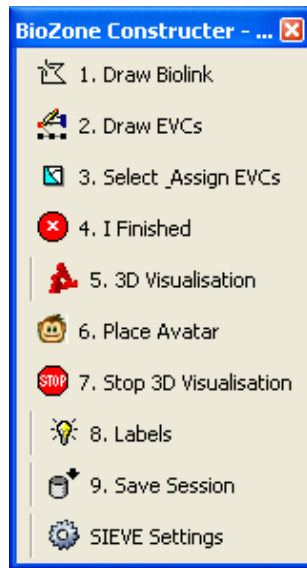 BioZone Constructer - ...
1. Draw Biolink
2. Draw EVCs
3. Select _Assign EVCs
4. I Finished
5. 3D Visualisation
6. Place Avatar
STOP 7. Stop 3D Visualisation
8. Labels
9. Save Session
SIEVE Settings